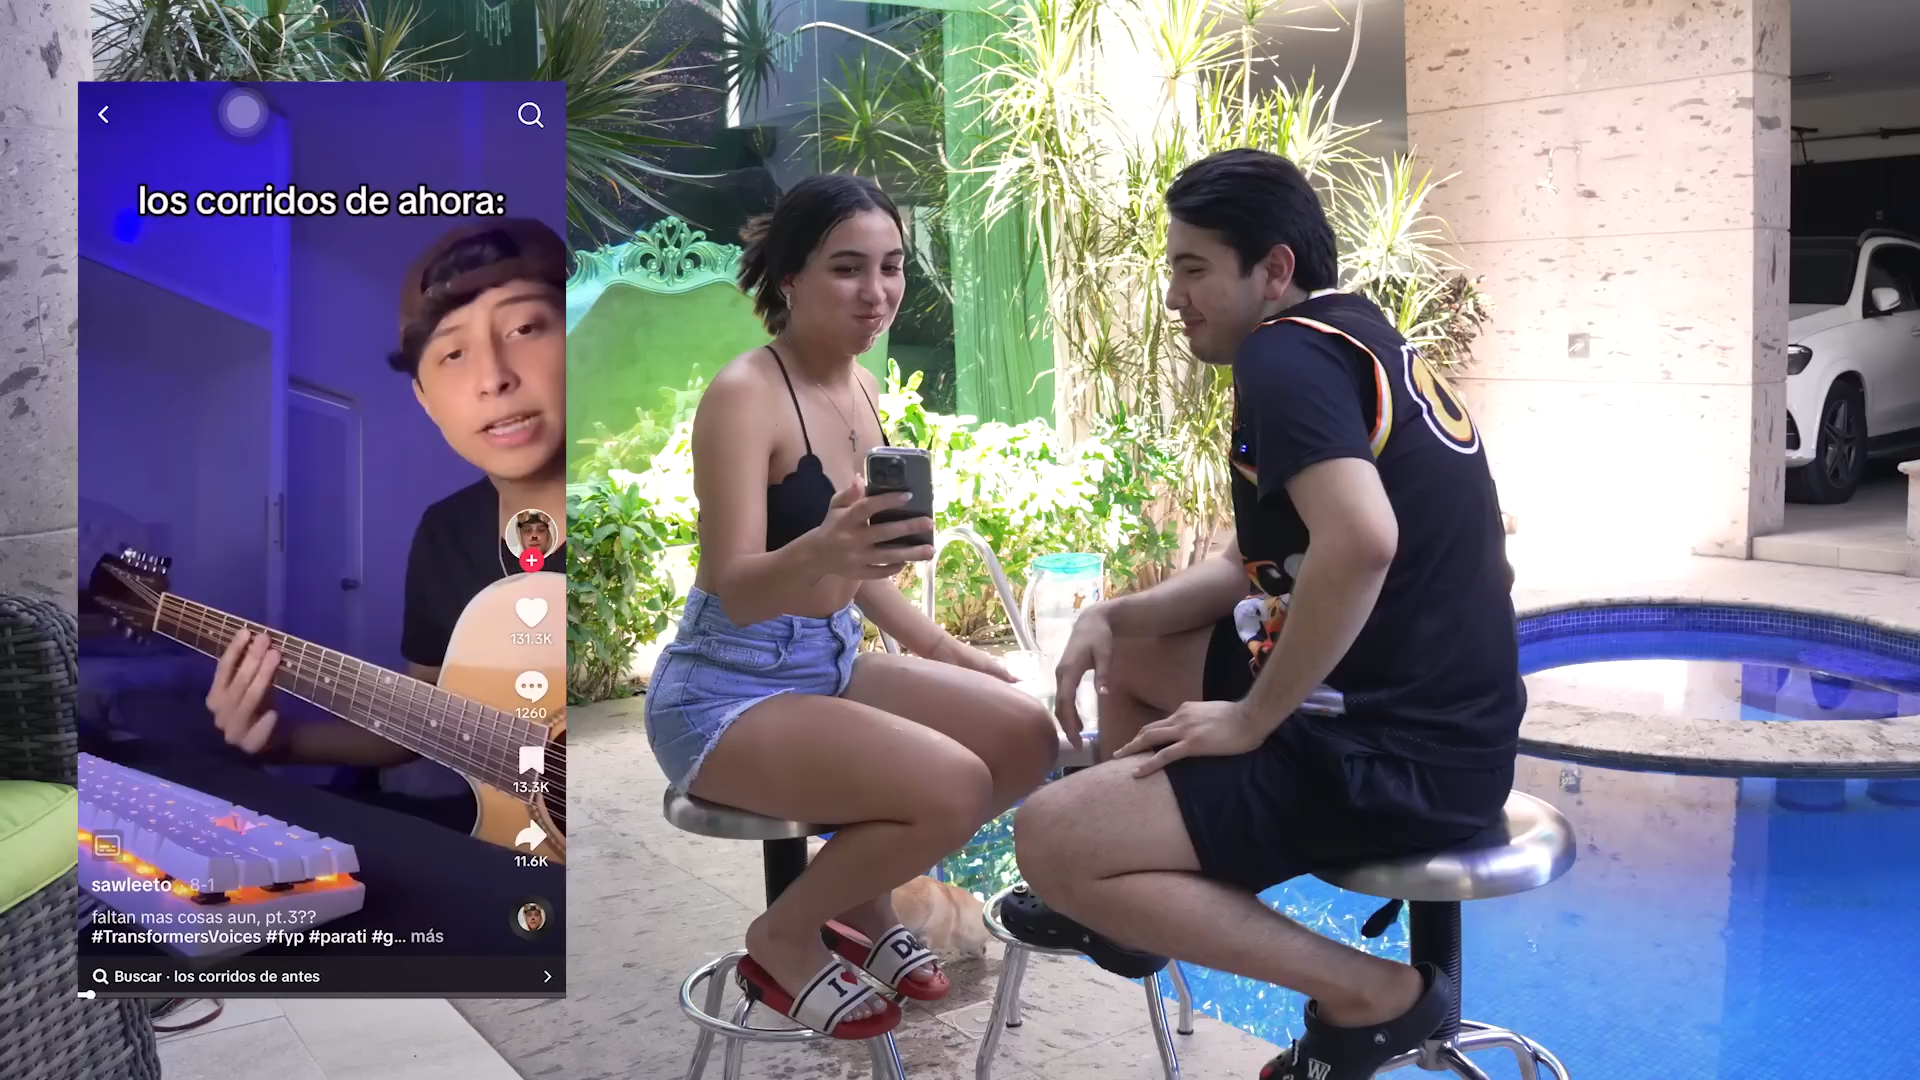 los corridos de ahora:
131.3K
1260
13.3K
11.6K
sawleeto · 8-1
faltan mas cosas aun, pt.3??
#TransformersVoices #fyp #parati #g... más
Buscar · los corridos de antes
I
D&
W